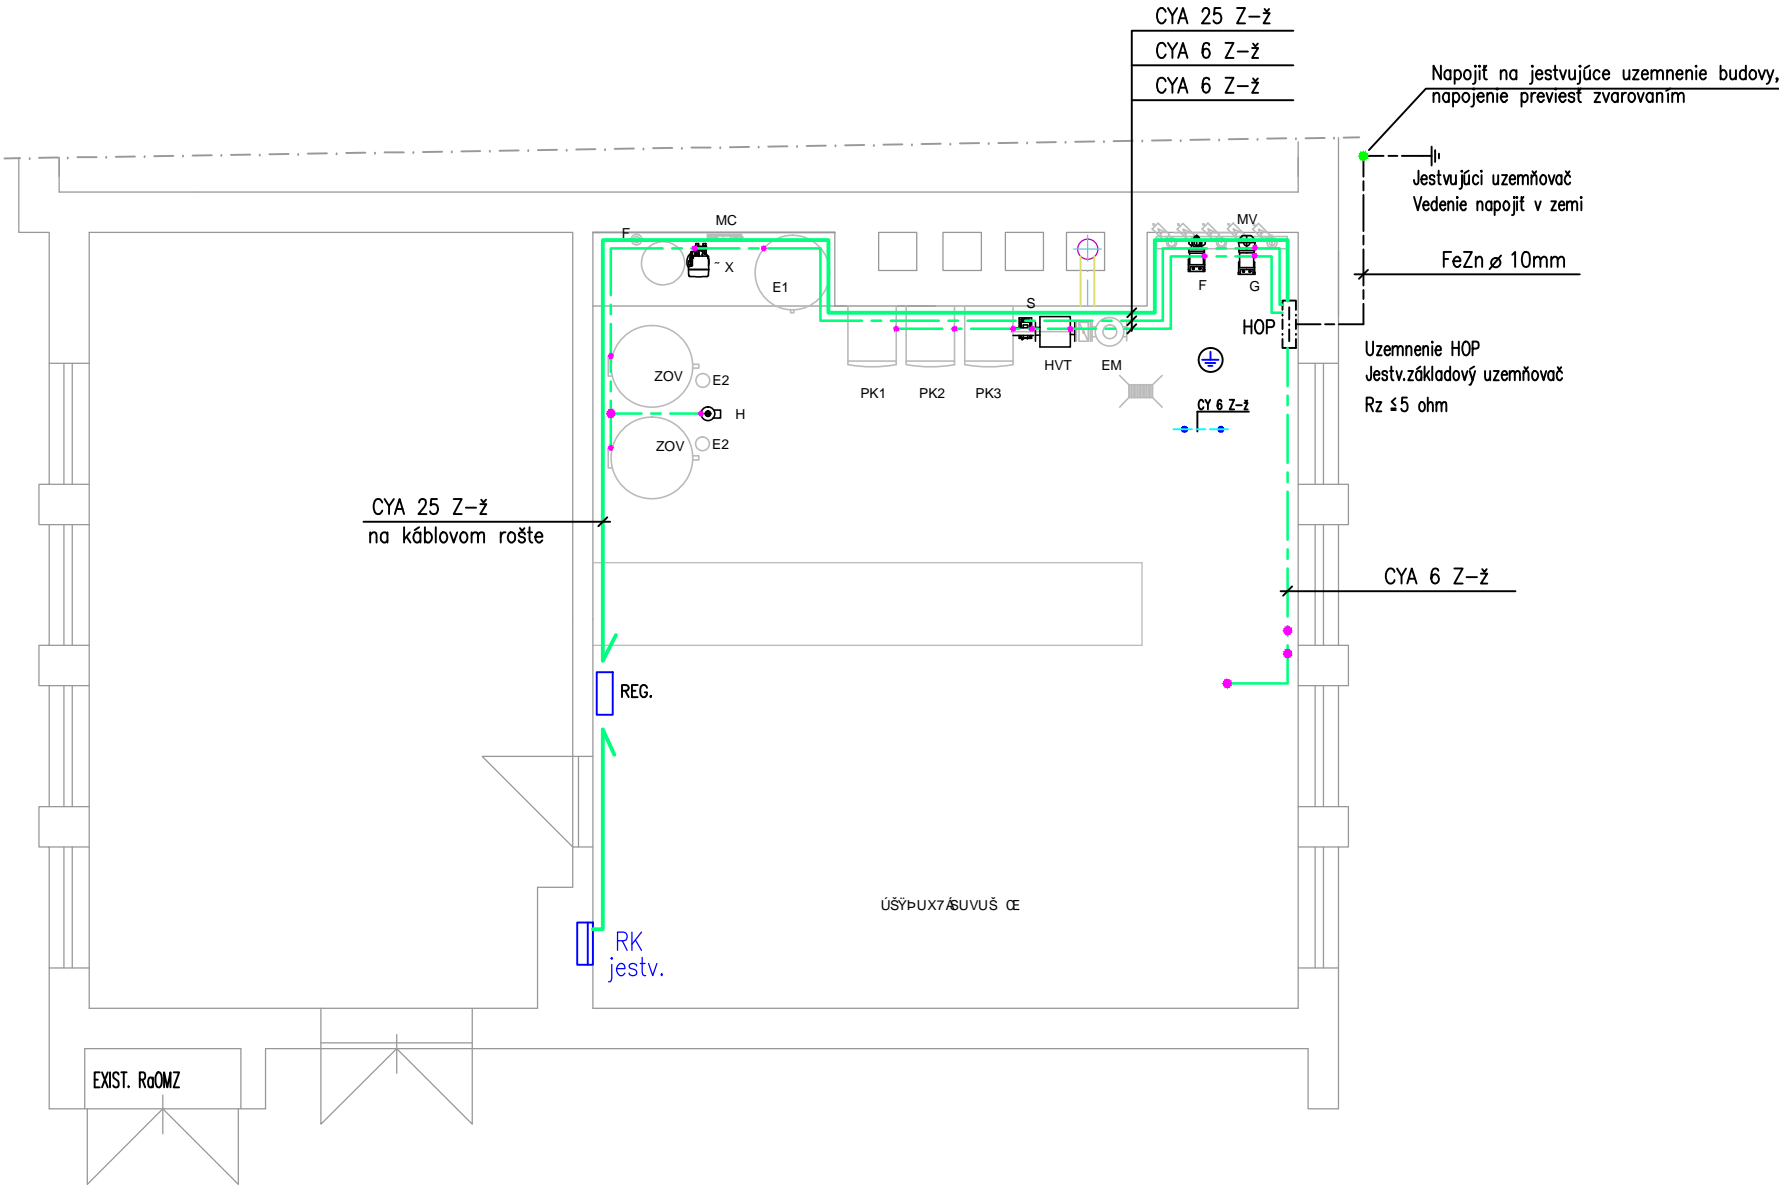 CYA 25 Z-ž
CYA 6 Z-ž
CYA 6 Z-ž
Napojiť na jestvujúce uzemnenie budovy,
napojenie previesť zvarovaním
Jestvujúci uzemňovač
Vedenie napojiť v zemi
FeZn ø 10mm
MC
F
~ X
E1
MV
F
G
S
HOP
HVT
EM
PK1
PK2
PK3
Uzemnenie HOP
Jestv.základový uzemňovač
Rz ≤5 ohm
ZOV
E2
H
ZOV
E2
CY 6 Z-ž
CYA 25 Z-ž
na káblovom rošte
CYA 6 Z-ž
REG.
RK
jestv.
EXIST. RaOMZ